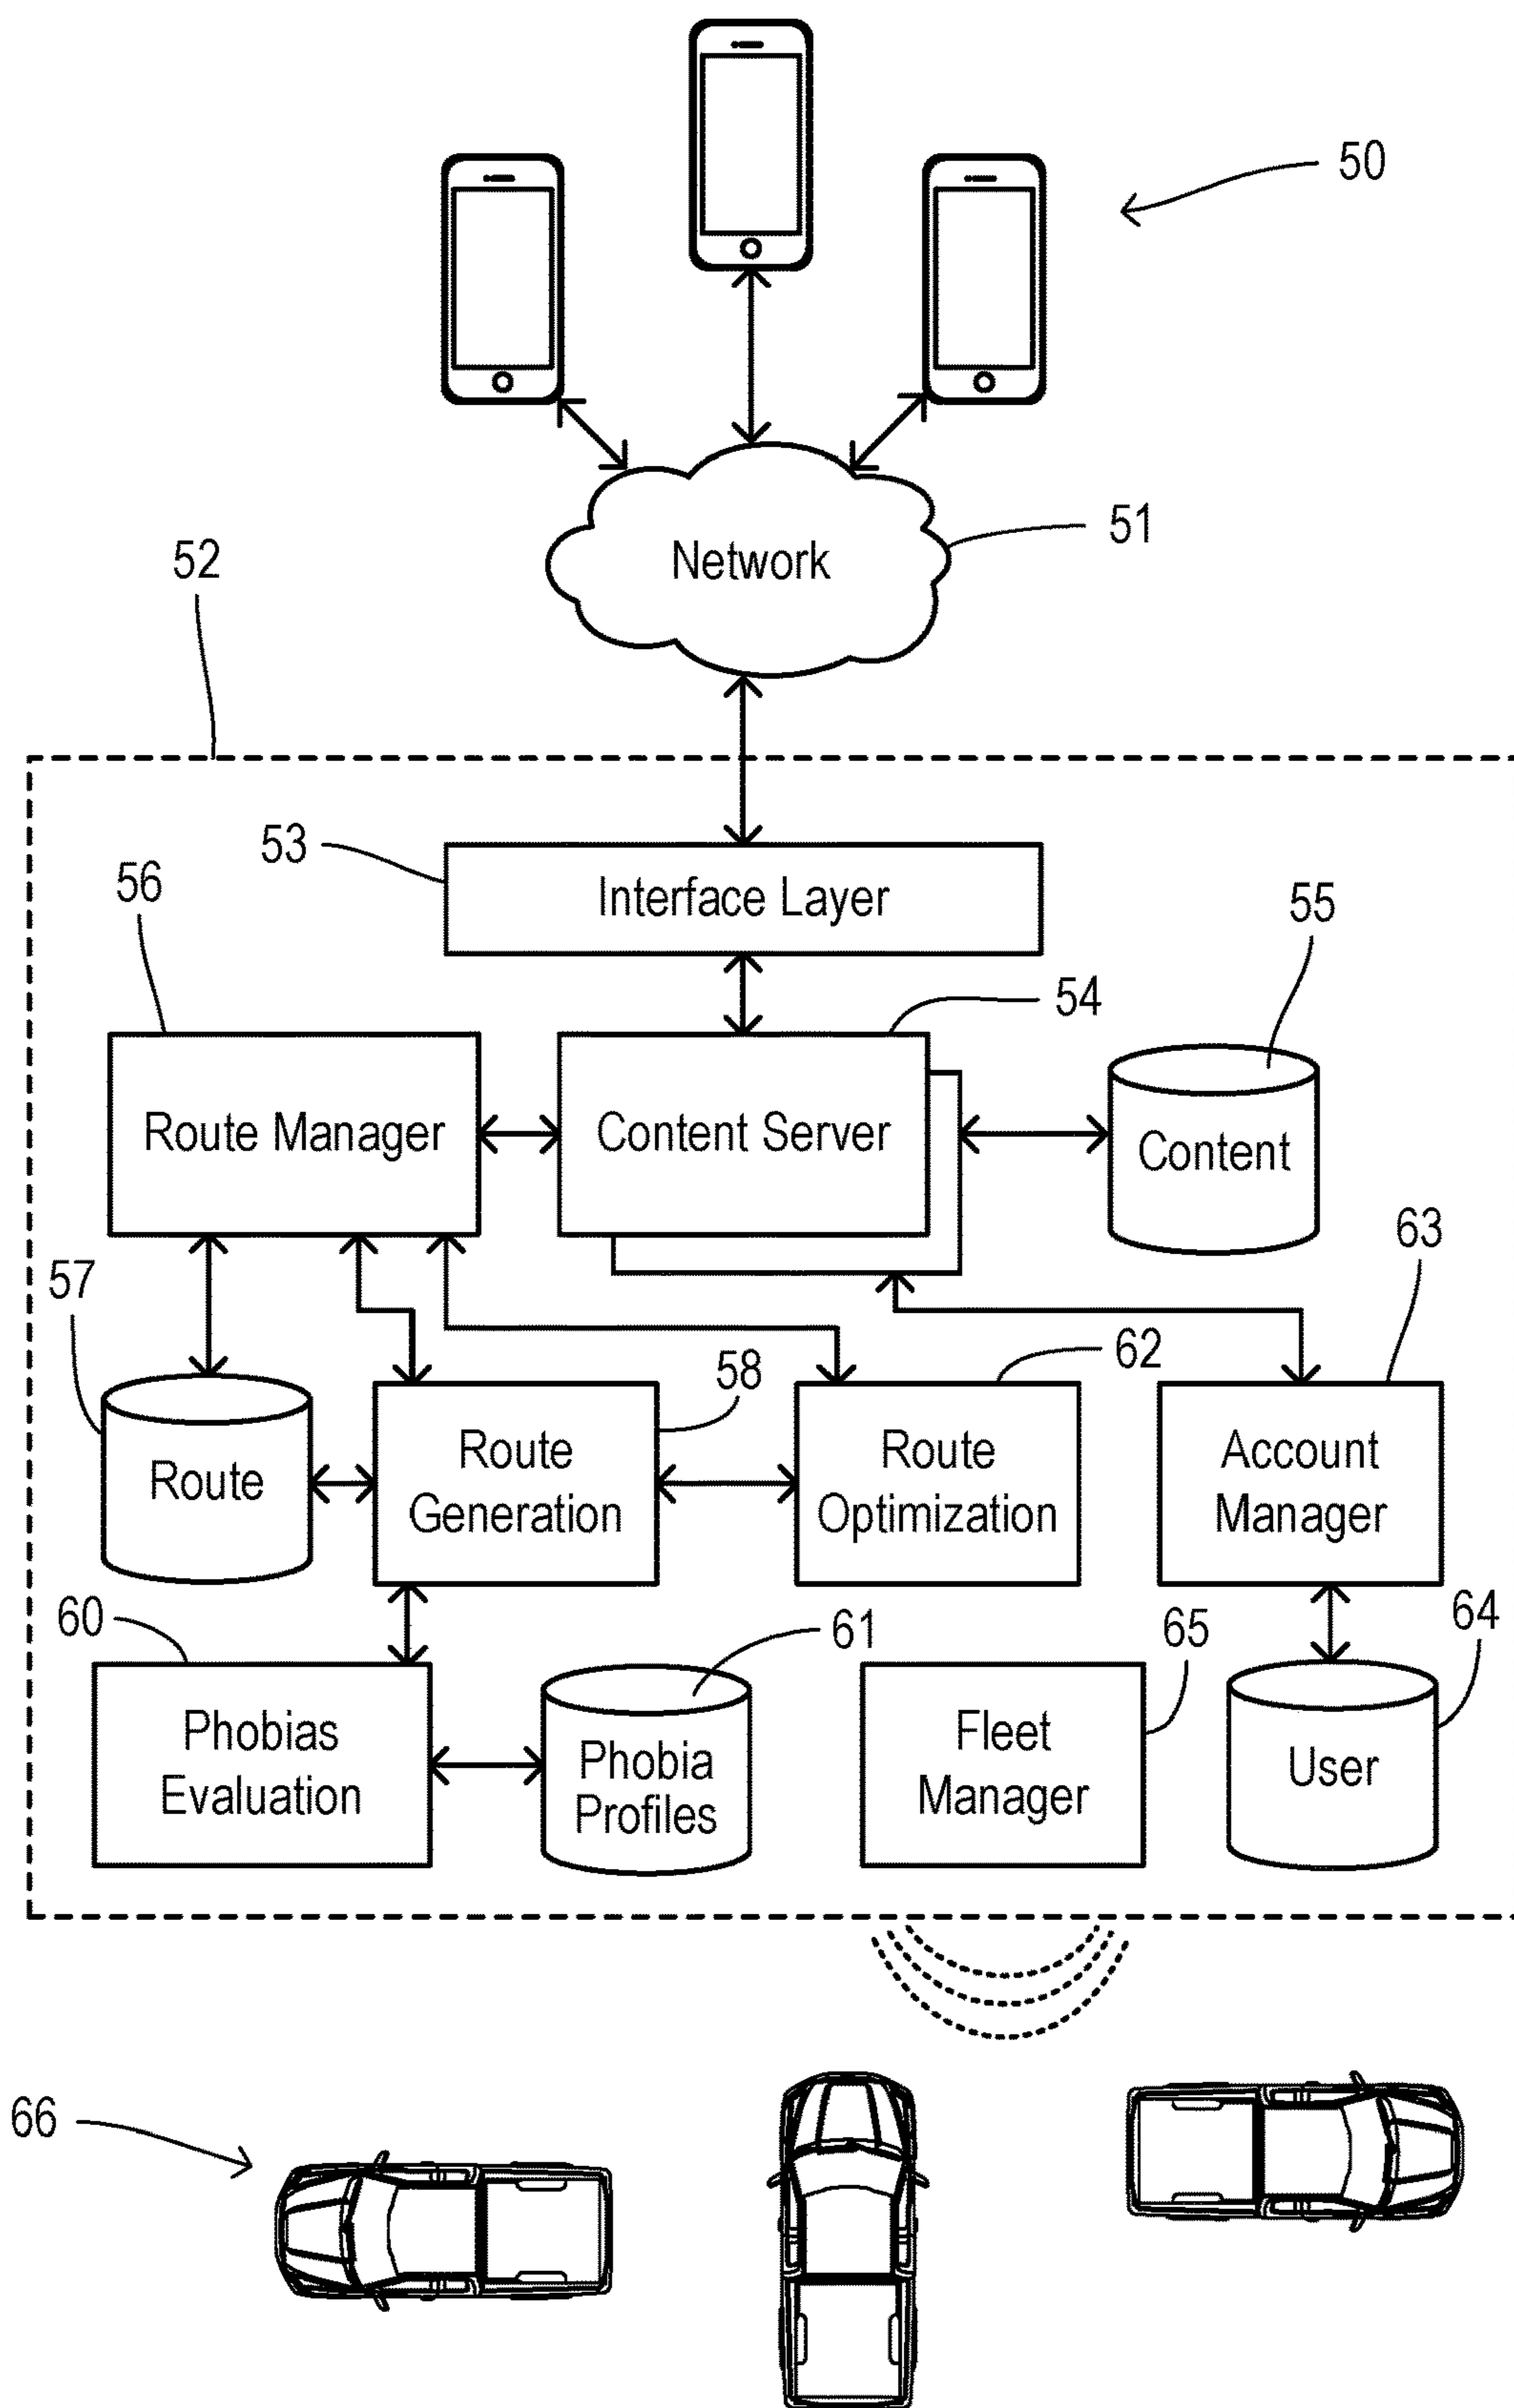 50
51
Network
52
53
Interface Layer
56
55
54
Route Manager
Content Server
Content
57
63
62
58
Route
Route
Generation
Route
Optimization
Account
Manager
60
61
65
64
Phobias
Evaluation
Phobia
Profiles
Fleet
Manager
User
66